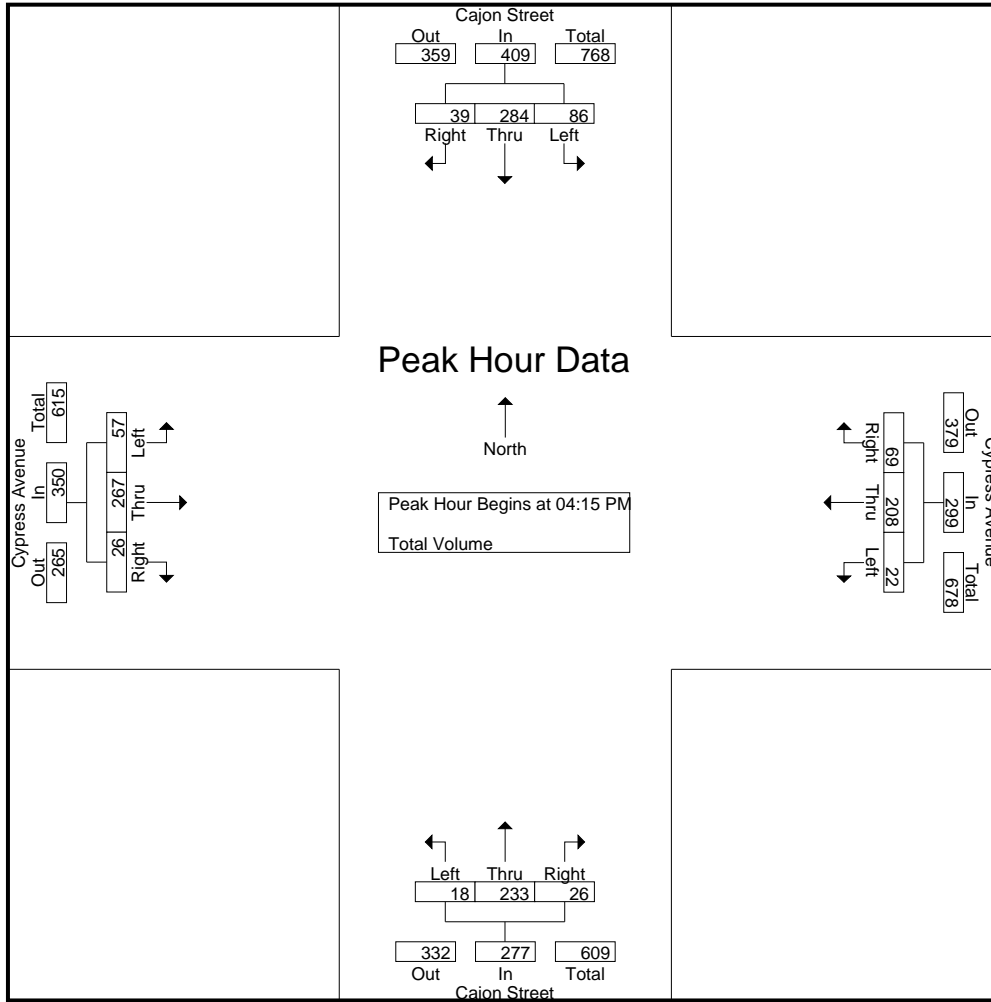 Cajon Street
Out In Total
359 409 768
39 284 86
Right Thru Left
Peak Hour Data
North
Peak Hour Begins at 04:15 PM
Total Volume
Cypress Avenue
Out In Total
265 350 615
Right Thru Left
26 267 57
Cypress Avenue
Out In Total
379 299 678
Right Thru Left
69 208 22
Left Thru Right
18 233 26
332 277 609
Out In Total
Cajon Street